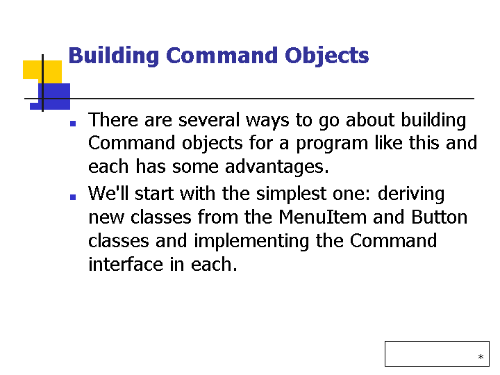 Building Command Objects
There are several ways to go about building
Command objects for a program like this and
each has some advantages.
We'll start with the simplest one: deriving
new classes from the MenuItem and Button
classes and implementing the Command
interface in each.
*